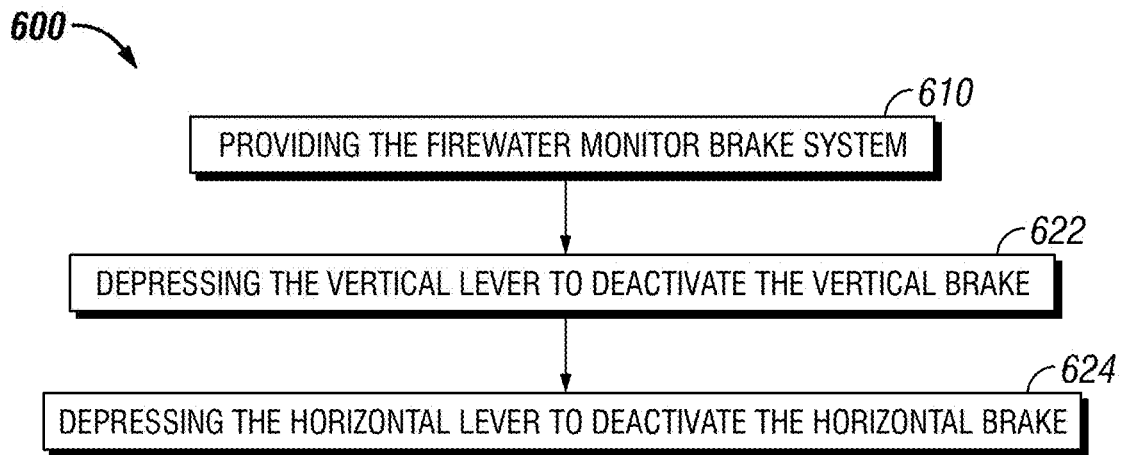 600
610
PROVIDING THE FIREWATER MONITOR BRAKE SYSTEM
622
DEPRESSING THE VERTICAL LEVER TO DEACTIVATE THE VERTICAL BRAKE
624
DEPRESSING THE HORIZONTAL LEVER TO DEACTIVATE THE HORIZONTAL BRAKE